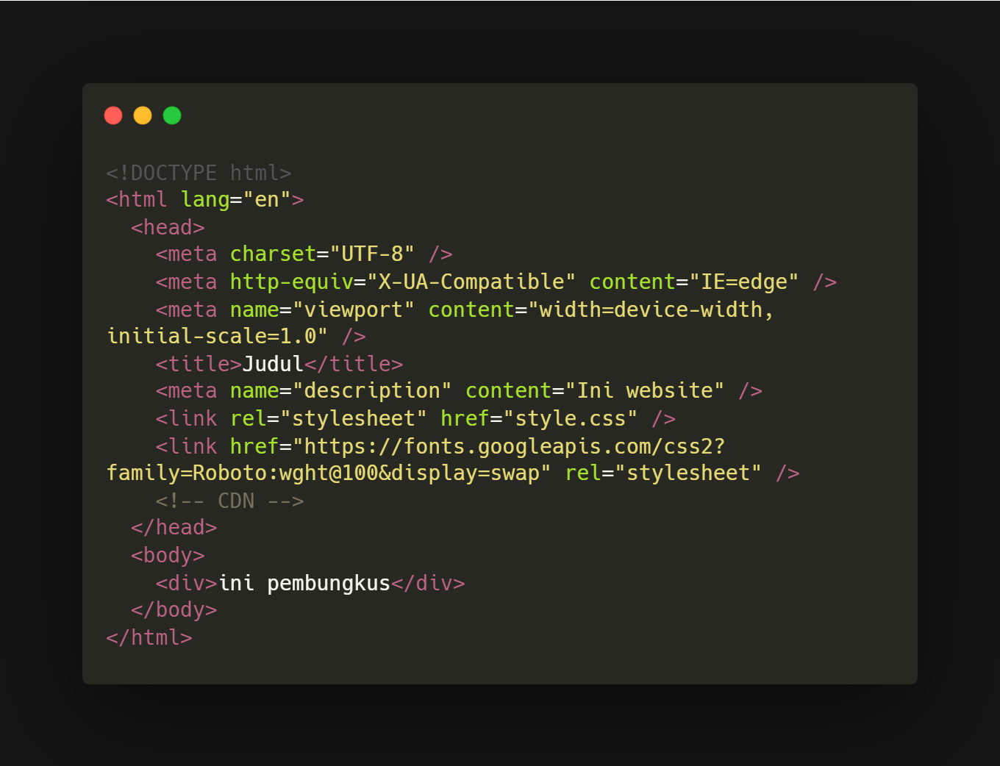 <!DOCTYPE html>
<html lang="en">
  <head>
    <meta charset="UTF-8" />
    <meta http-equiv="X-UA-Compatible" content="IE=edge" />
    <meta name="viewport" content="width=device-width,
initial-scale=1.0" />
    <title>Judul</title>
    <meta name="description" content="Ini website" />
    <link rel="stylesheet" href="style.css" />
    <link href="https://fonts.googleapis.com/css2?
family=Roboto:wght@100&display=swap" rel="stylesheet" />
    <!-- CDN -->
  </head>
  <body>
    <div>ini pembungkus</div>
  </body>
</html>